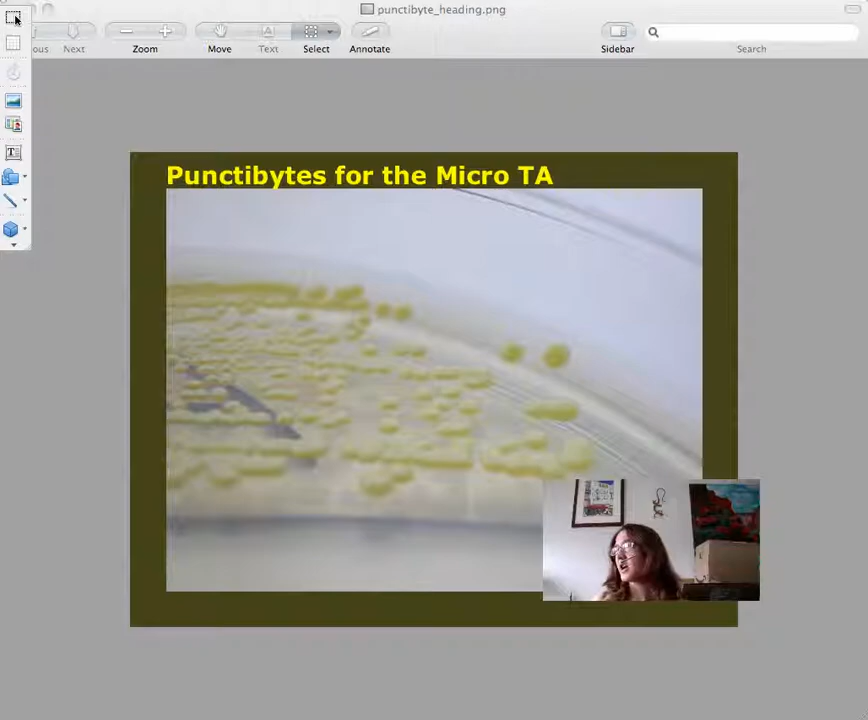 punctibyte_heading.png
ous Next Zoom Move Text Select Annotate Sidebar Search
Punctibytes for the Micro TA